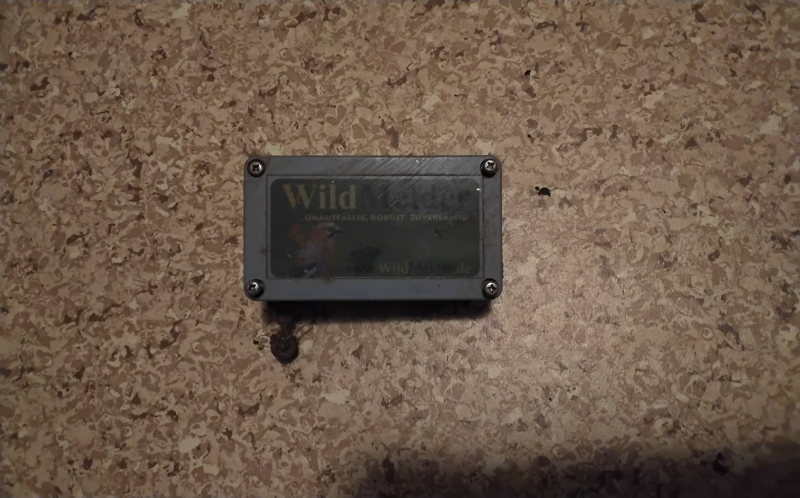 WildMelder
UNAUFFÄLLIG, ROBUST, ZUVERLÄSSIG
WildMelder.de